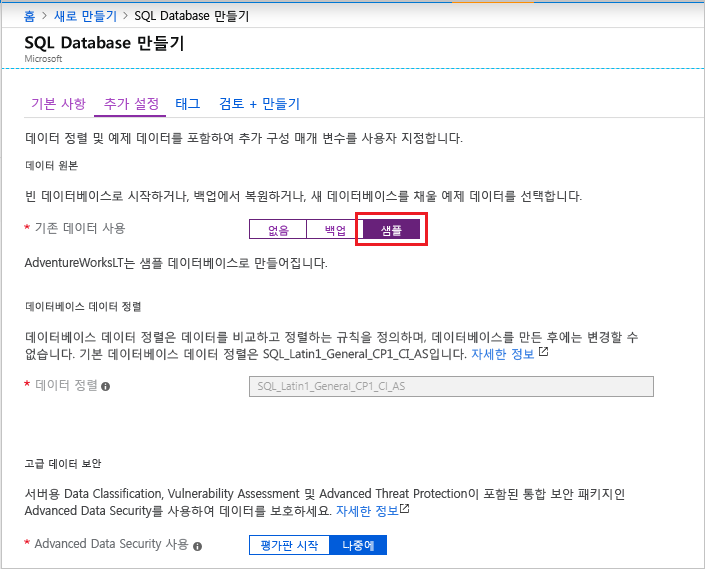 홈 > 새로 만들기 > SQL Database 만들기
SQL Database 만들기
Microsoft
기본 사항 추가 설정 태그 검토 + 만들기
데이터 정렬 및 예제 데이터를 포함하여 추가 구성 매개 변수를 사용자 지정합니다.
데이터 원본
빈 데이터베이스로 시작하거나, 백업에서 복원하거나, 새 데이터베이스를 채울 예제 데이터를 선택합니다.
* 기존 데이터 사용 없음 백업 샘플
AdventureWorksLT는 샘플 데이터베이스로 만들어집니다.
데이터베이스 데이터 정렬
데이터베이스 데이터 정렬은 데이터를 비교하고 정렬하는 규칙을 정의하며, 데이터베이스를 만든 후에는 변경할 수
없습니다. 기본 데이터베이스 데이터 정렬은 SQL_Latin1_General_CP1_CI_AS입니다. 자세한 정보
* 데이터 정렬 SQL_Latin1_General_CP1_CI_AS
고급 데이터 보안
서버용 Data Classification, Vulnerability Assessment 및 Advanced Threat Protection이 포함된 통합 보안 패키지인
Advanced Data Security를 사용하여 데이터를 보호하세요. 자세한 정보
* Advanced Data Security 사용 평가판 시작 나중에